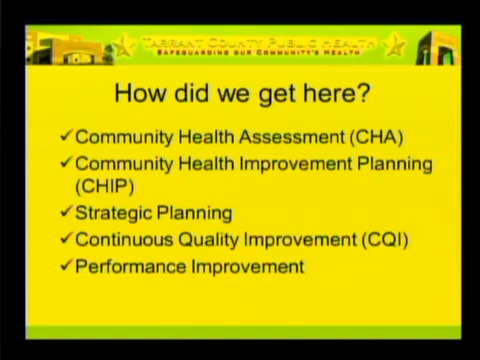 TARRANT COUNTY PUBLIC HEALTH
SAFEGUARDING OUR COMMUNITY'S HEALTH
How did we get here?
✓Community Health Assessment (CHA)
✓Community Health Improvement Planning
(CHIP)
✓Strategic Planning
✓Continuous Quality Improvement (CQI)
✓Performance Improvement